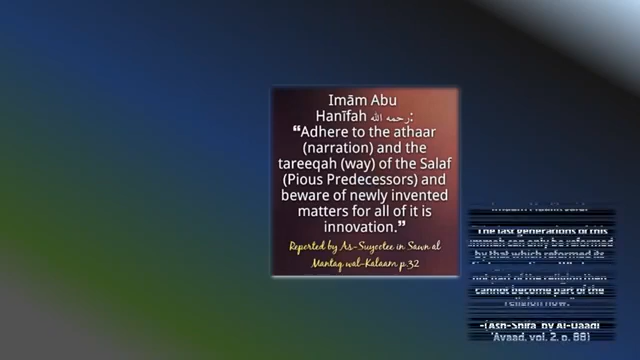 Imām Abu
Hanīfah رحمه الله:
❝Adhere to the athaar
(narration) and the
tareeqah (way) of the Salaf
(Pious Predecessors) and
beware of newly invented
matters for all of it is
innovation.❞
Reported by As-Suyootee in Sawn al
Mantaq wal-Kalaam p.32
"The last generations of this
ummah can only be reformed
by that which reformed its
not part of the religion then
cannot become part of the
religion now."
-(Ash-Shifa by Al-Qaadi
'Ayaad, vol. 2, p. 88)